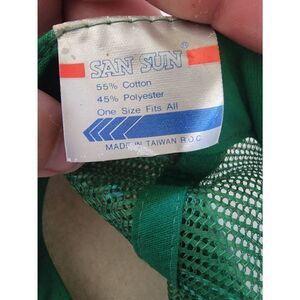 SAN SUN®
55% Cotton
45% Polyester
One Size Fits All
MADE IN TAIWAN R.O.C